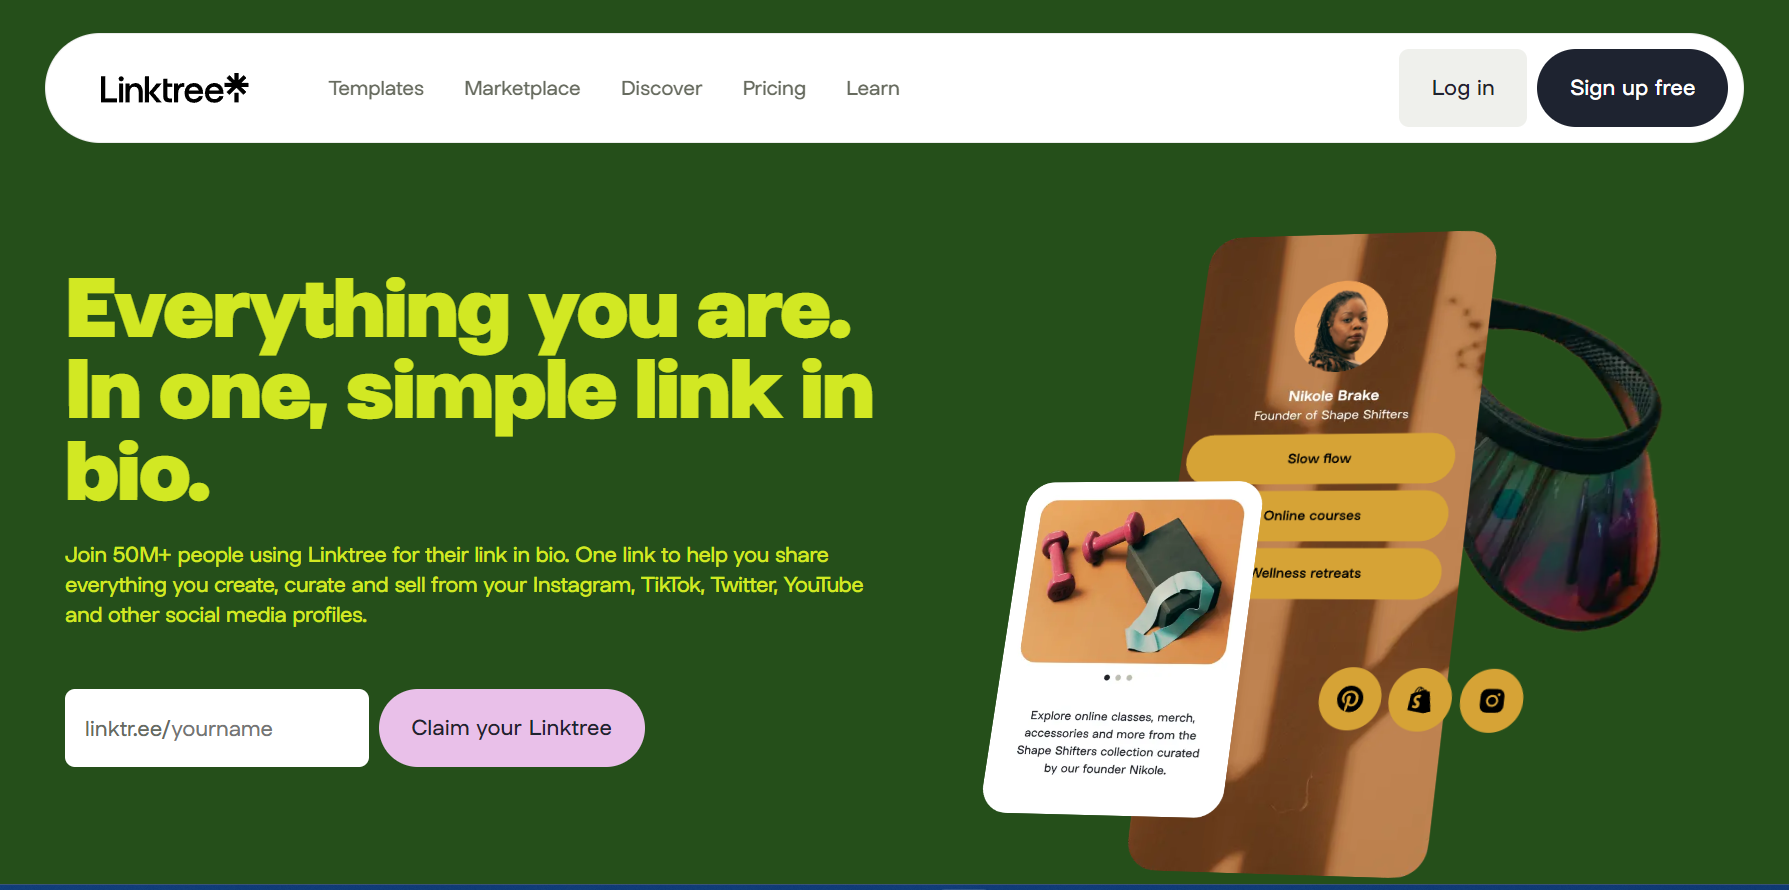 Linktree
Templates
Marketplace
Discover
Pricing
Learn
Log in
Sign up free
Everything you are.
In one, simple link in
bio.
Join 50M+ people using Linktree for their link in bio. One link to help you share
everything you create, curate and sell from your Instagram, TikTok, Twitter, YouTube
and other social media profiles.
linktr.ee/yourname
Claim your Linktree
Nikole Brake
Founder of Shape Shifters
Slow flow
Online courses
Wellness retreats
Explore online classes, merch,
accessories and more from the
Shape Shifters collection curated
by our founder Nikole.